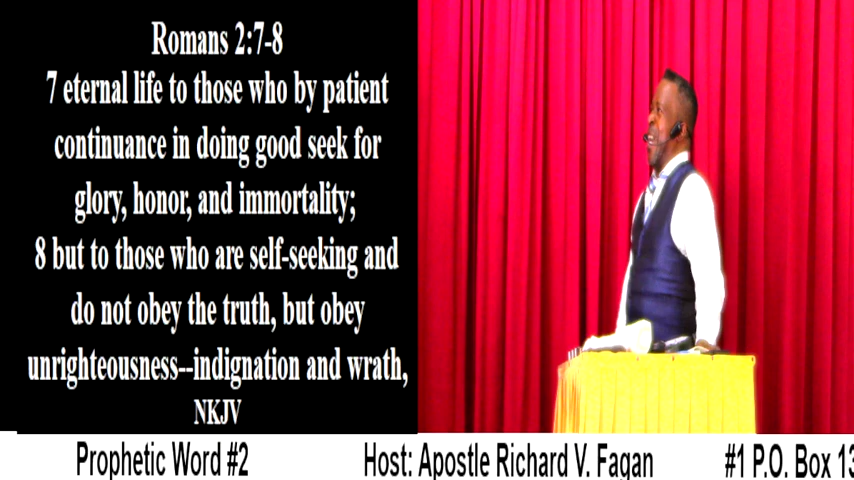 Romans 2:7-8
7 eternal life to those who by patient
continuance in doing good seek for
glory, honor, and immortality;
8 but to those who are self-seeking and
do not obey the truth, but obey
unrighteousness--indignation and wrath,
NKJV
Prophetic Word #2 Host: Apostle Richard V. Fagan #1 P.O. Box 13